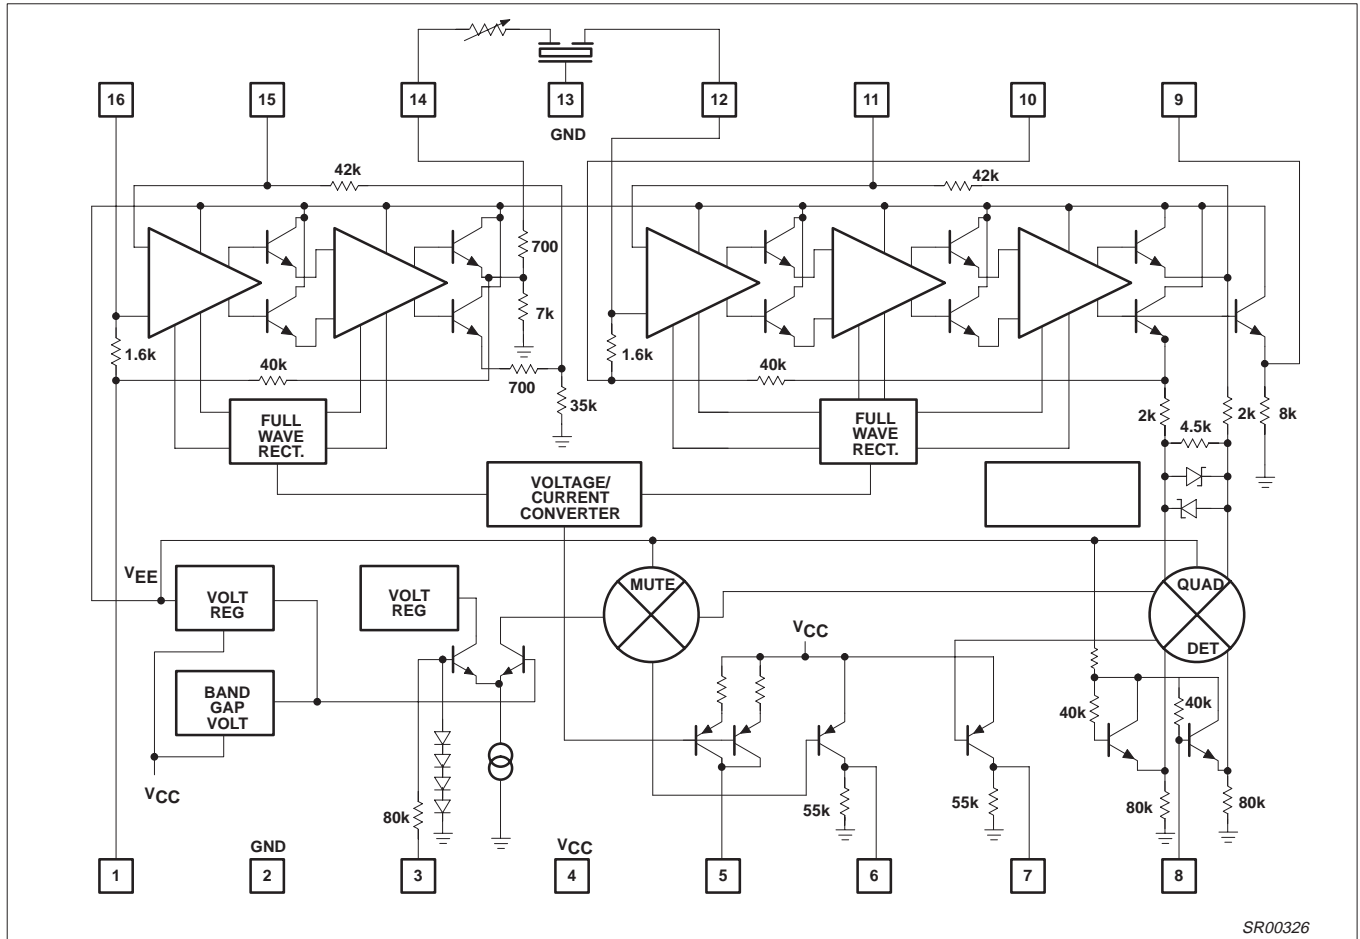 16
15
14
13
12
11
10
9
GND
42k
42k
700
7k
1.6k
40k
700
35k
1.6k
40k
2k
2k
8k
4.5k
FULL
WAVE
RECT.
FULL
WAVE
RECT.
VOLTAGE/
CURRENT
CONVERTER
VEE
VOLT
REG
VOLT
REG
MUTE
QUAD
DET
VCC
BAND
GAP
VOLT
40k
40k
VCC
80k
55k
55k
80k
80k
GND
VCC
1
2
3
4
5
6
7
8
SR00326